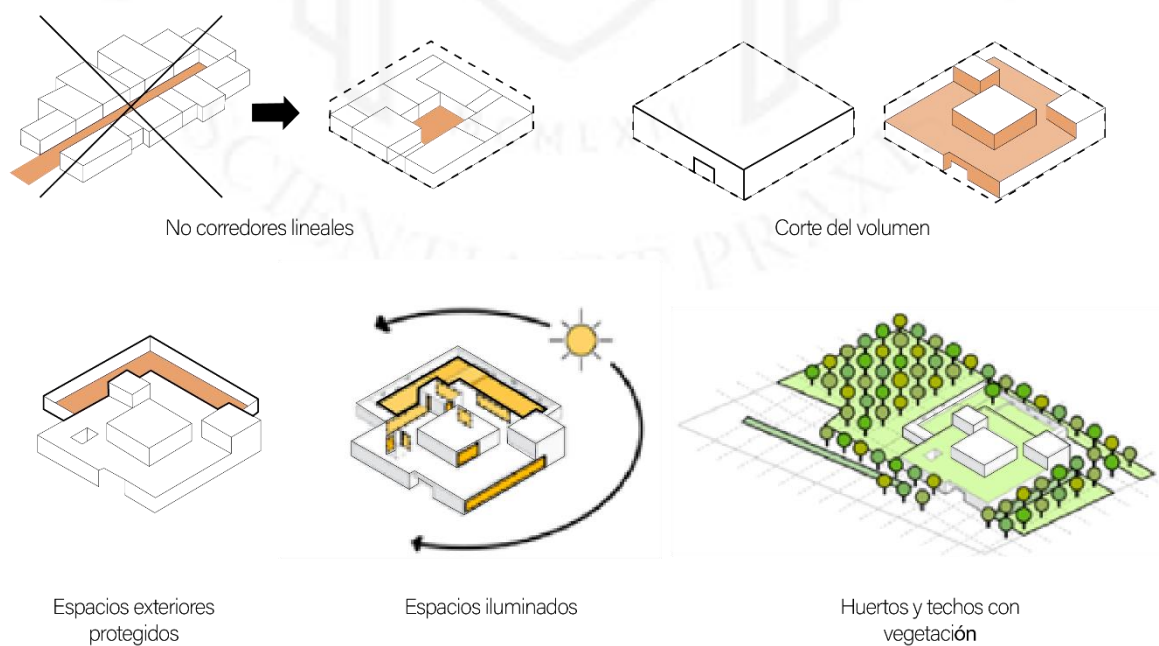 No corredores lineales
Corte del volumen
Espacios exteriores
protegidos
Espacios iluminados
Huertos y techos con
vegetación